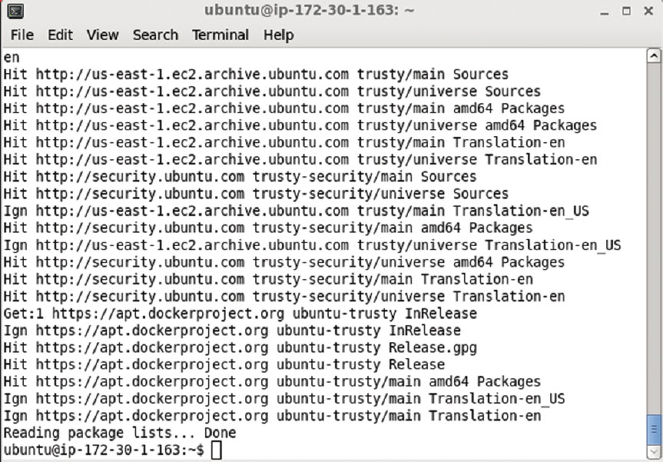 ubuntu@ip-172-30-1-163: ~
File Edit View Search Terminal Help
en
Hit http://us-east-1.ec2.archive.ubuntu.com trusty/main Sources
Hit http://us-east-1.ec2.archive.ubuntu.com trusty/universe Sources
Hit http://us-east-1.ec2.archive.ubuntu.com trusty/main amd64 Packages
Hit http://us-east-1.ec2.archive.ubuntu.com trusty/universe amd64 Packages
Hit http://us-east-1.ec2.archive.ubuntu.com trusty/main Translation-en
Hit http://us-east-1.ec2.archive.ubuntu.com trusty/universe Translation-en
Hit http://security.ubuntu.com trusty-security/main Sources
Hit http://security.ubuntu.com trusty-security/universe Sources
Ign http://us-east-1.ec2.archive.ubuntu.com trusty/main Translation-en_US
Hit http://security.ubuntu.com trusty-security/main amd64 Packages
Ign http://us-east-1.ec2.archive.ubuntu.com trusty/universe Translation-en_US
Hit http://security.ubuntu.com trusty-security/universe amd64 Packages
Hit http://security.ubuntu.com trusty-security/main Translation-en
Hit http://security.ubuntu.com trusty-security/universe Translation-en
Get:1 https://apt.dockerproject.org ubuntu-trusty InRelease
Ign https://apt.dockerproject.org ubuntu-trusty InRelease
Hit https://apt.dockerproject.org ubuntu-trusty Release.gpg
Hit https://apt.dockerproject.org ubuntu-trusty Release
Hit https://apt.dockerproject.org ubuntu-trusty/main amd64 Packages
Ign https://apt.dockerproject.org ubuntu-trusty/main Translation-en_US
Ign https://apt.dockerproject.org ubuntu-trusty/main Translation-en
Reading package lists... Done
ubuntu@ip-172-30-1-163:~$